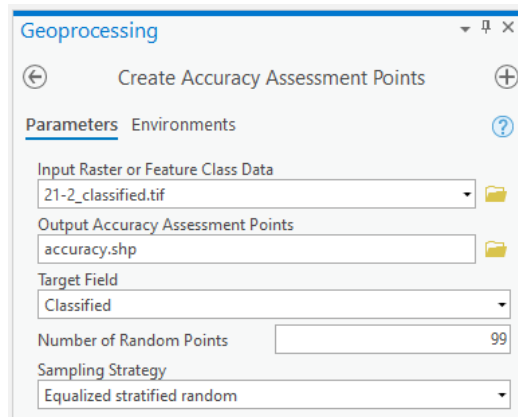 Geoprocessing
Create Accuracy Assessment Points
Parameters Environments
Input Raster or Feature Class Data
21-2_classified.tif
Output Accuracy Assessment Points
accuracy.shp
Target Field
Classified
Number of Random Points 99
Sampling Strategy
Equalized stratified random